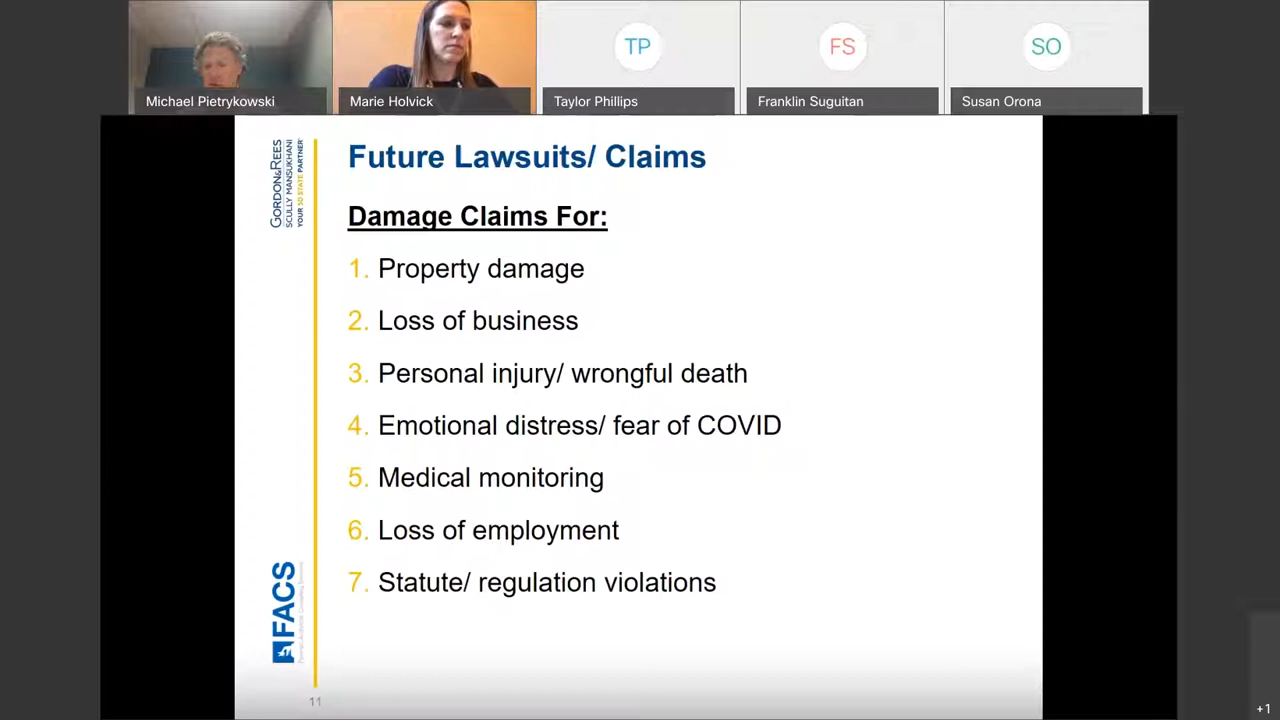 TP
FS
SO
Michael Pietrykowski
Marie Holvick
Taylor Phillips
Franklin Suguitan
Susan Orona
GORDON&REES
SCULLY MANSUKHANI
YOUR 50 STATE PARTNER
Future Lawsuits/ Claims
Damage Claims For:
1. Property damage
2. Loss of business
3. Personal injury/ wrongful death
4. Emotional distress/ fear of COVID
5. Medical monitoring
6. Loss of employment
7. Statute/ regulation violations
FACS
11
+1